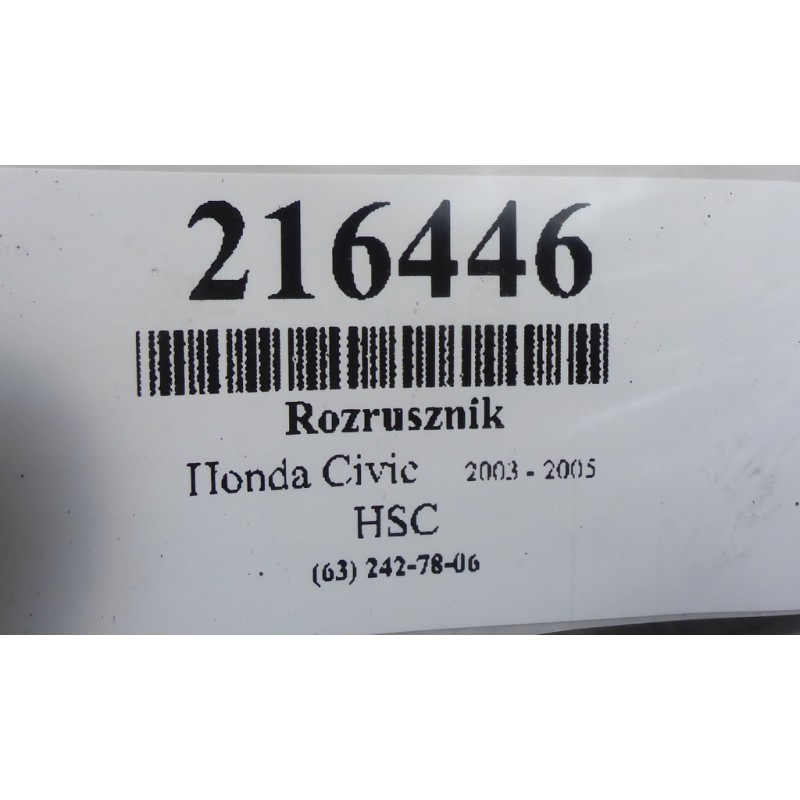 216446
Rozrusznik
Honda Civic 2003 - 2005
HSC
(63) 242-78-06